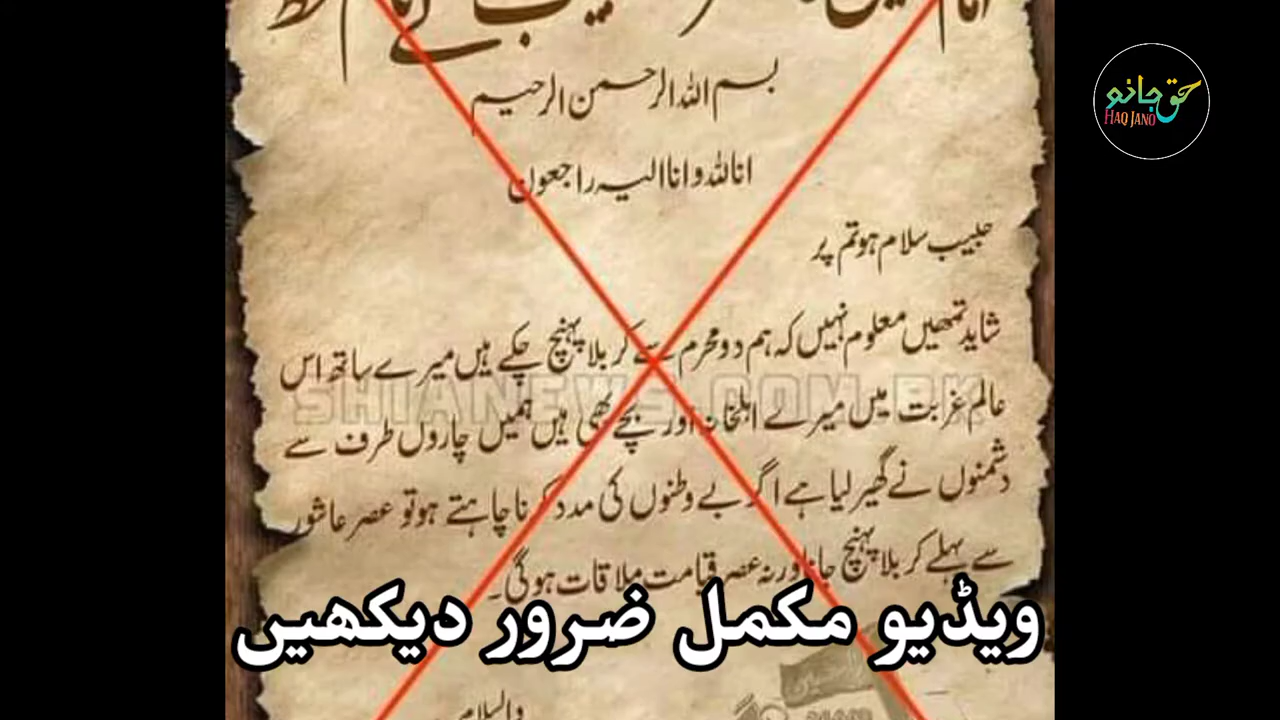 بسم اللہ الرحمن الرحیم
انا للہ و انا الیہ راجعون
حبیب سلام ہو تم پر
شاید تمھیں معلوم نہیں کہ ہم دو محرم سے کربلا پہنچ چکے ہیں میرے ساتھ اس
عالم غربت میں میرے اہلخانہ اور بچے بھی ہیں ہمیں چاروں طرف سے
دشمنوں نے گھیر لیا ہے اگر بے وطنوں کی مدد کرنا چاہتے ہو تو عصر عاشور
سے پہلے کربلا پہنچ جانا ورنہ عصر قیامت ملاقات ہوگی۔
والسلام
SHIANEWS.COM.PK
ویڈیو مکمل ضرور دیکھیں
حق جانو
HAQ JANO